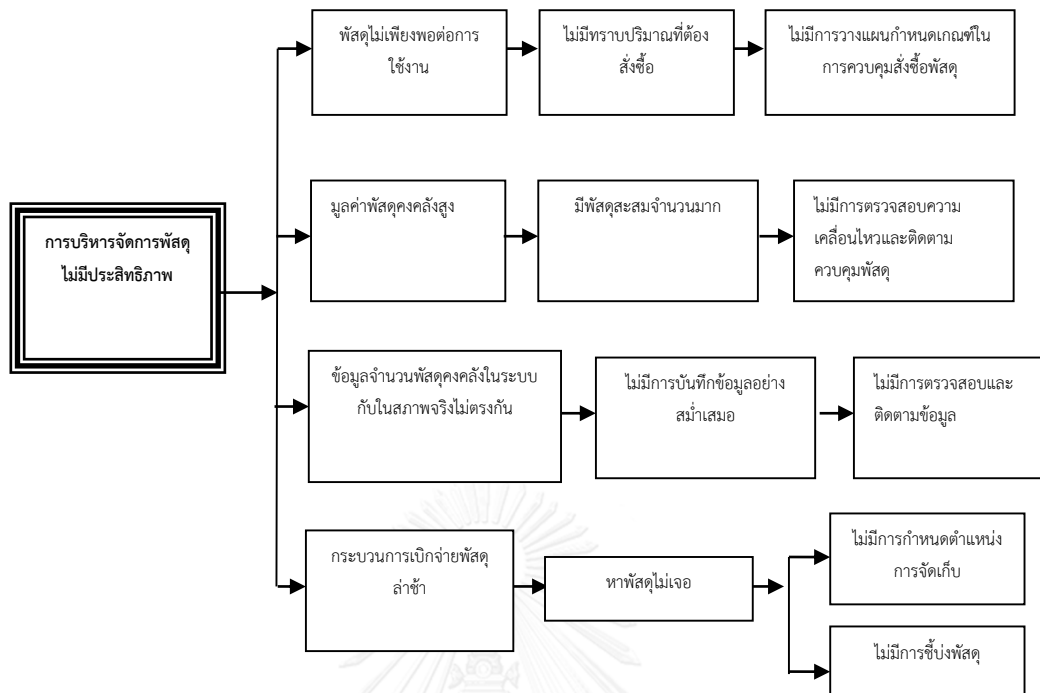 พัสดุไม่เพียงพอต่อการ
ใช้งาน
ไม่มีทราบปริมาณที่ต้อง
สั่งซื้อ
ไม่มีการวางแผนกำหนดเกณฑ์ใน
การควบคุมสั่งซื้อพัสดุ
การบริหารจัดการพัสดุ
ไม่มีประสิทธิภาพ
มูลค่าพัสดุคงคลังสูง
มีพัสดุสะสมจำนวนมาก
ไม่มีการตรวจสอบความ
เคลื่อนไหวและติดตาม
ควบคุมพัสดุ
ข้อมูลจำนวนพัสดุคงคลังในระบบ
กับในสภาพจริงไม่ตรงกัน
ไม่มีการบันทึกข้อมูลอย่าง
สม่ำเสมอ
ไม่มีการตรวจสอบและ
ติดตามข้อมูล
กระบวนการเบิกจ่ายพัสดุ
ล่าช้า
หาพัสดุไม่เจอ
ไม่มีการกำหนดตำแหน่ง
การจัดเก็บ
ไม่มีการชี้บ่งพัสดุ